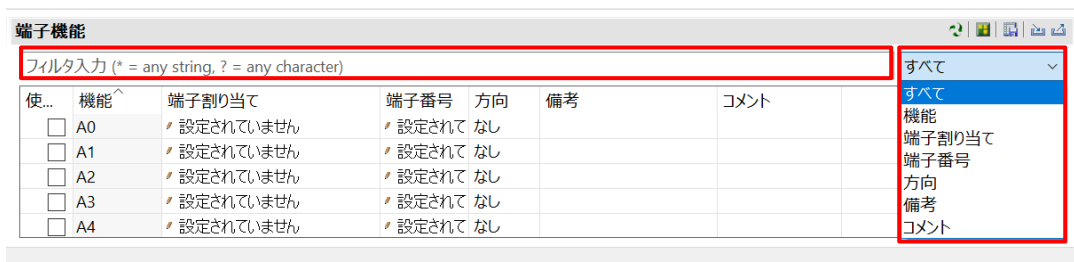 端子機能
フィルタ入力 (* = any string, ? = any character)
すべて
使... 機能 端子割り当て 端子番号 方向 備考 コメント
A0 設定されていません 設定されて なし
A1 設定されていません 設定されて なし
A2 設定されていません 設定されて なし
A3 設定されていません 設定されて なし
A4 設定されていません 設定されて なし
すべて
機能
端子割り当て
端子番号
方向
備考
コメント